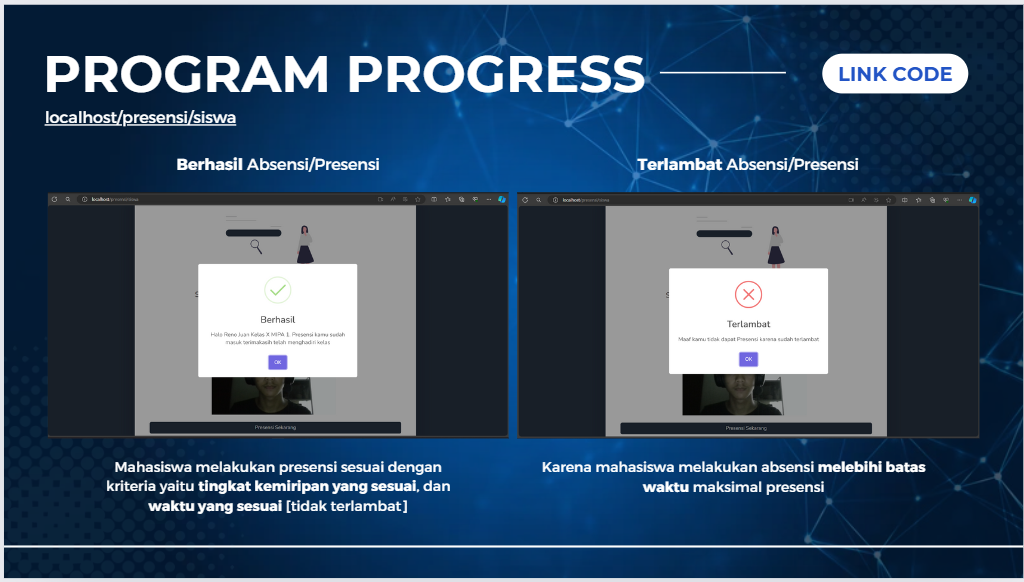 PROGRAM PROGRESS
LINK CODE
localhost/presensi/siswa
Berhasil Absensi/Presensi
Terlambat Absensi/Presensi
localhost/presensi/siswa
localhost/presensi/siswa
Berhasil
Halo Reno Juan Kelas X MIPA 1, Presensi kamu sudah
masuk terimakasih telah menghadiri kelas
OK
Presensi Sekarang
Terlambat
Maaf kamu tidak dapat Presensi karena sudah terlambat
OK
Presensi Sekarang
Mahasiswa melakukan presensi sesuai dengan
kriteria yaitu tingkat kemiripan yang sesuai, dan
waktu yang sesuai [tidak terlambat]
Karena mahasiswa melakukan absensi melebihi batas
waktu maksimal presensi